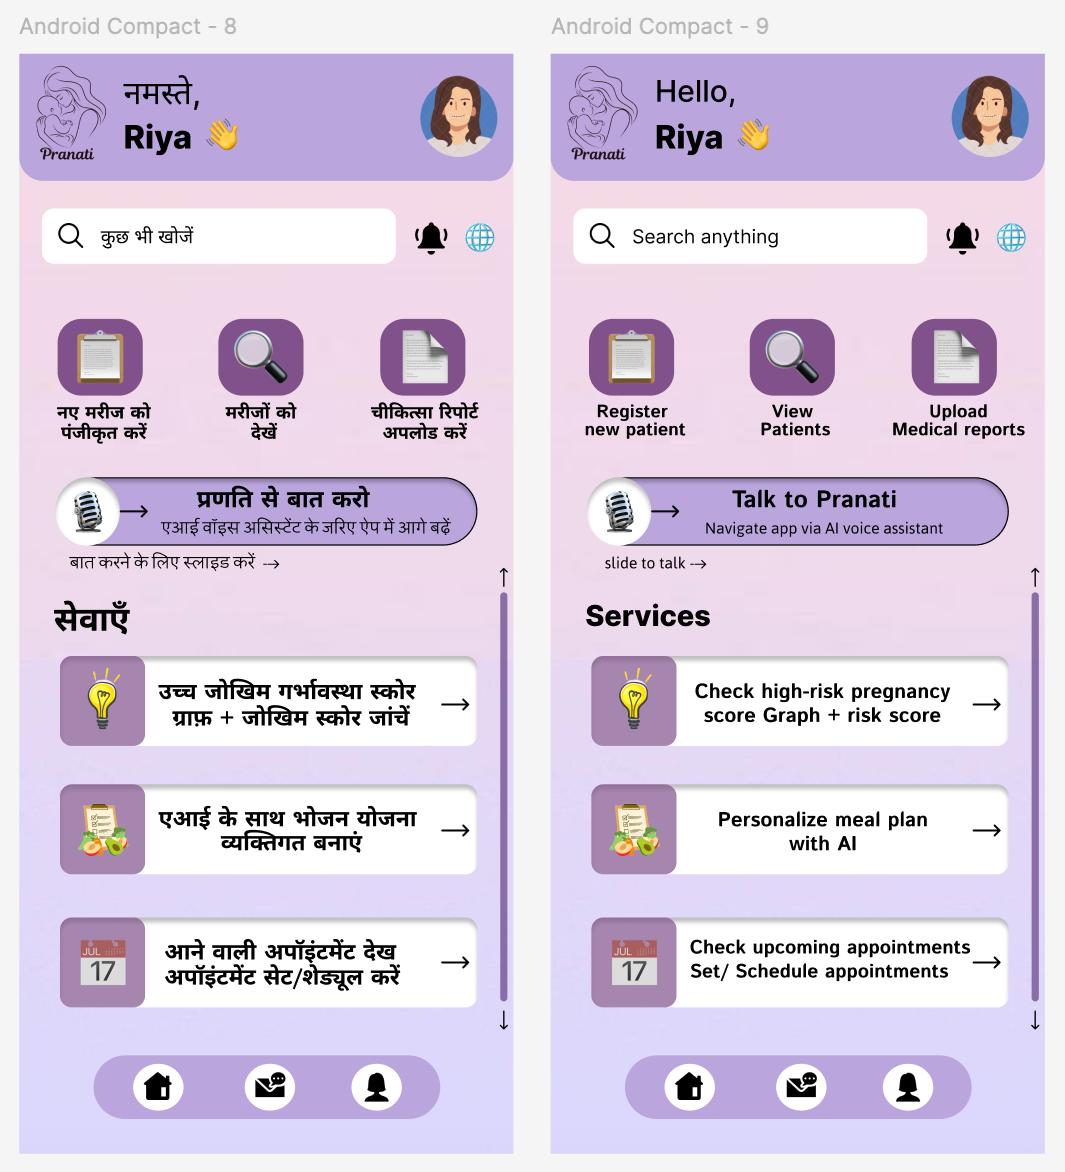 Android Compact - 8
नमस्ते,
Riya 👋
Pranati
कुछ भी खोजें
नए मरीज को
पंजीकृत करें
मरीजों को
देखें
चीकित्सा रिपोर्ट
अपलोड करें
प्रणति से बात करो
एआई वॉइस असिस्टेंट के जरिए ऐप में आगे बढ़ें
बात करने के लिए स्लाइड करें -->
सेवाएँ
उच्च जोखिम गर्भावस्था स्कोर
ग्राफ़ + जोखिम स्कोर जांचें
एआई के साथ भोजन योजना
व्यक्तिगत बनाएं
JUL
17
आने वाली अपॉइंटमेंट देख
अपॉइंटमेंट सेट/शेड्यूल करें
Android Compact - 9
Hello,
Riya 👋
Pranati
Search anything
Register
new patient
View
Patients
Upload
Medical reports
Talk to Pranati
Navigate app via AI voice assistant
slide to talk -->
Services
Check high-risk pregnancy
score Graph + risk score
Personalize meal plan
with AI
JUL
17
Check upcoming appointments
Set/ Schedule appointments